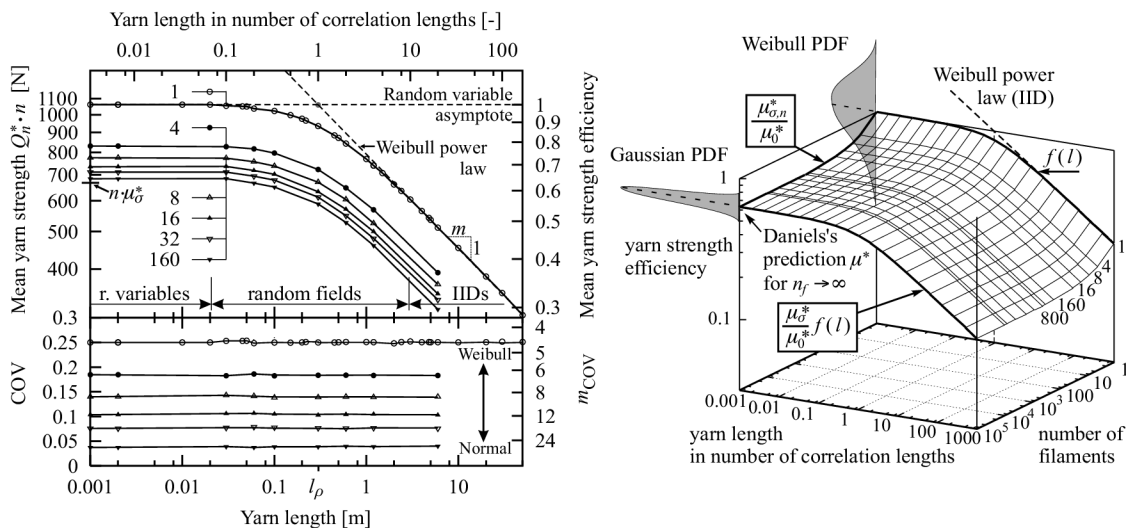 Yarn length in number of correlation lengths [-]
0.01 0.1 1 10 100
Mean yarn strength Q*n · n [N]
1100
1000
900
800
700
600
500
400
0.3
1
4
8
16
32
160
n·μ*σ
Random variable
asymptote
Weibull power
law
m
1
r. variables
random fields
IIDs
Mean yarn strength efficiency
1
0.9
0.8
0.7
0.6
0.5
0.4
0.3
COV
0.25
0.2
0.15
0.1
0.05
0
Weibull
Normal
4
5
6
8
12
24
mCOV
0.001 0.01 0.1 lρ 1 10
Yarn length [m]
Weibull PDF
Weibull power
law (IID)
μ*σ,n
μ*0
f(l)
Gaussian PDF
1
yarn strength
efficiency
0.1
Daniels's
prediction μ*
for nf → ∞
μ*σ
μ*0
f(l)
1
4
8
16
160
800
0.001 0.01 0.1 1 10 100 1000
yarn length
in number of correlation lengths
10⁵ 10⁴ 10³ 100 10 1
number of
filaments